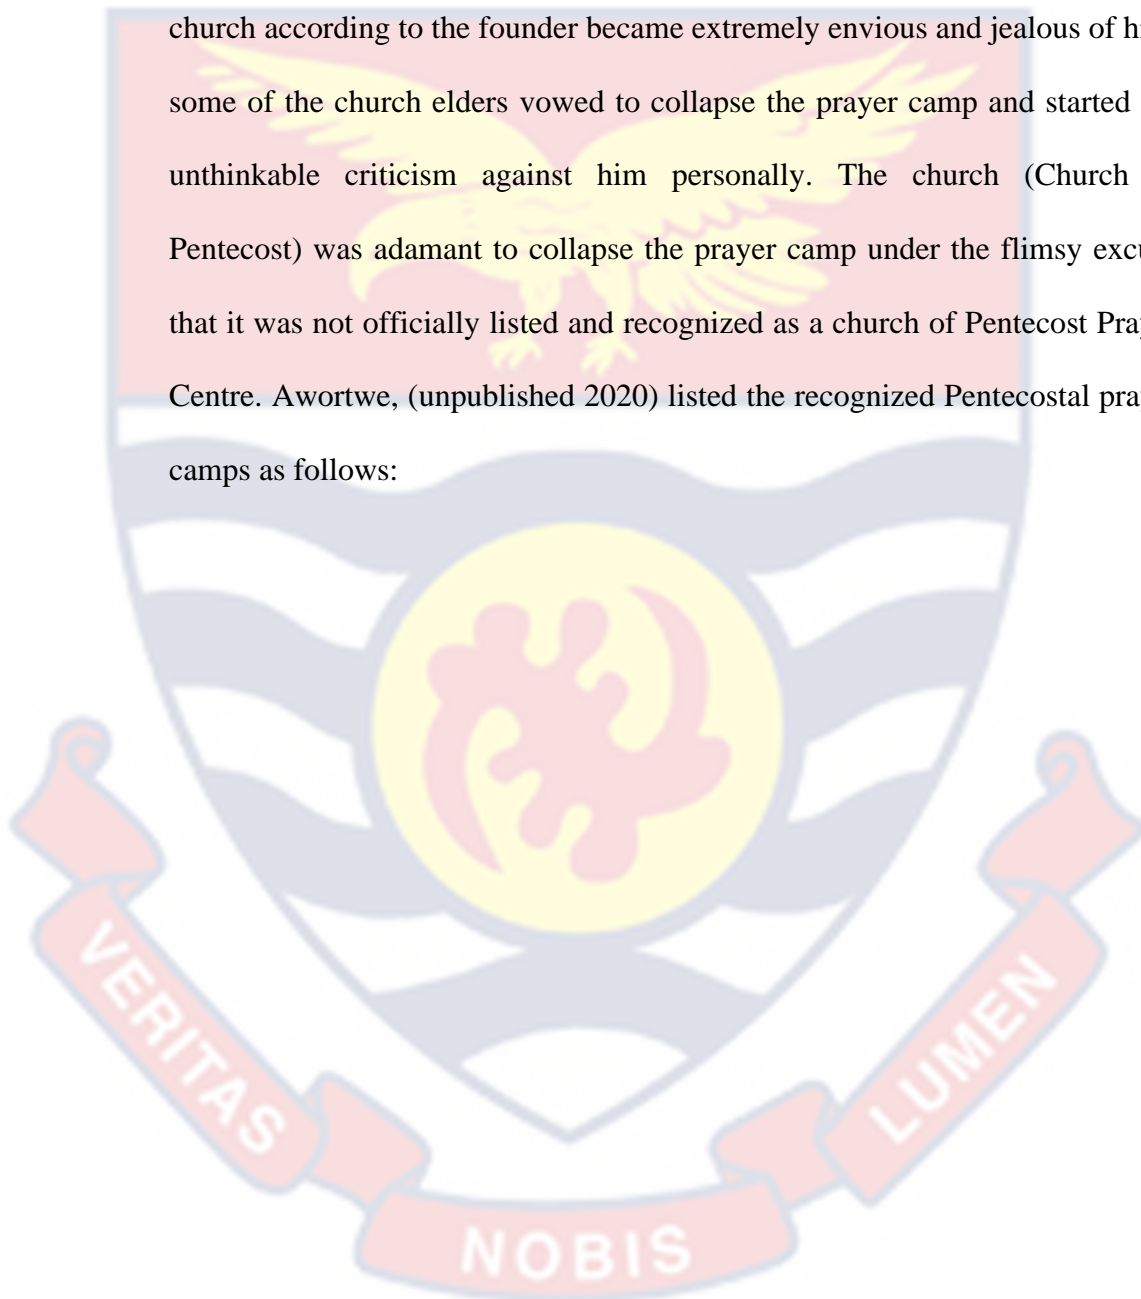 church according to the founder became extremely envious and jealous of
some of the church elders vowed to collapse the prayer camp and started
unthinkable criticism against him personally. The church (Church
Pentecost) was adamant to collapse the prayer camp under the flimsy
that it was not officially listed and recognized as a church of Pentecost
Centre. Awortwe, (unpublished 2020) listed the recognized Pentecostal
camps as follows:
VERITAS
NOBIS
LUMEN